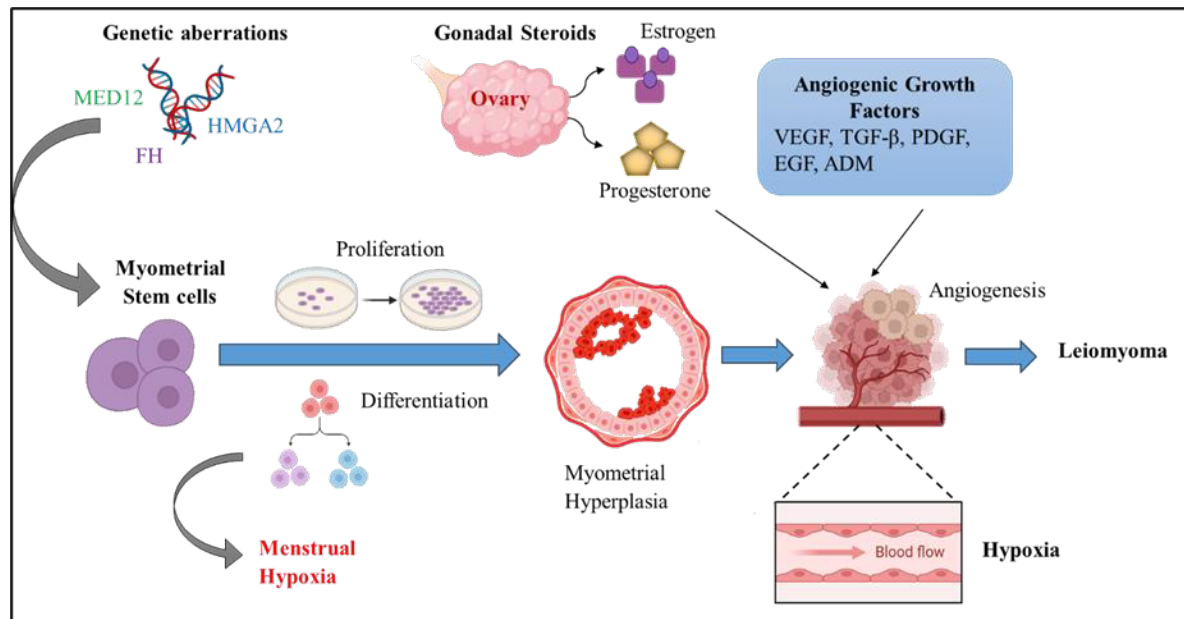 Genetic aberrations
MED12
HMGA2
FH
Gonadal Steroids
Ovary
Estrogen
Progesterone
Angiogenic Growth
Factors
VEGF, TGF-β, PDGF,
EGF, ADM
Myometrial
Stem cells
Proliferation
Differentiation
Menstrual
Hypoxia
Myometrial
Hyperplasia
Angiogenesis
Leiomyoma
Blood flow
Hypoxia